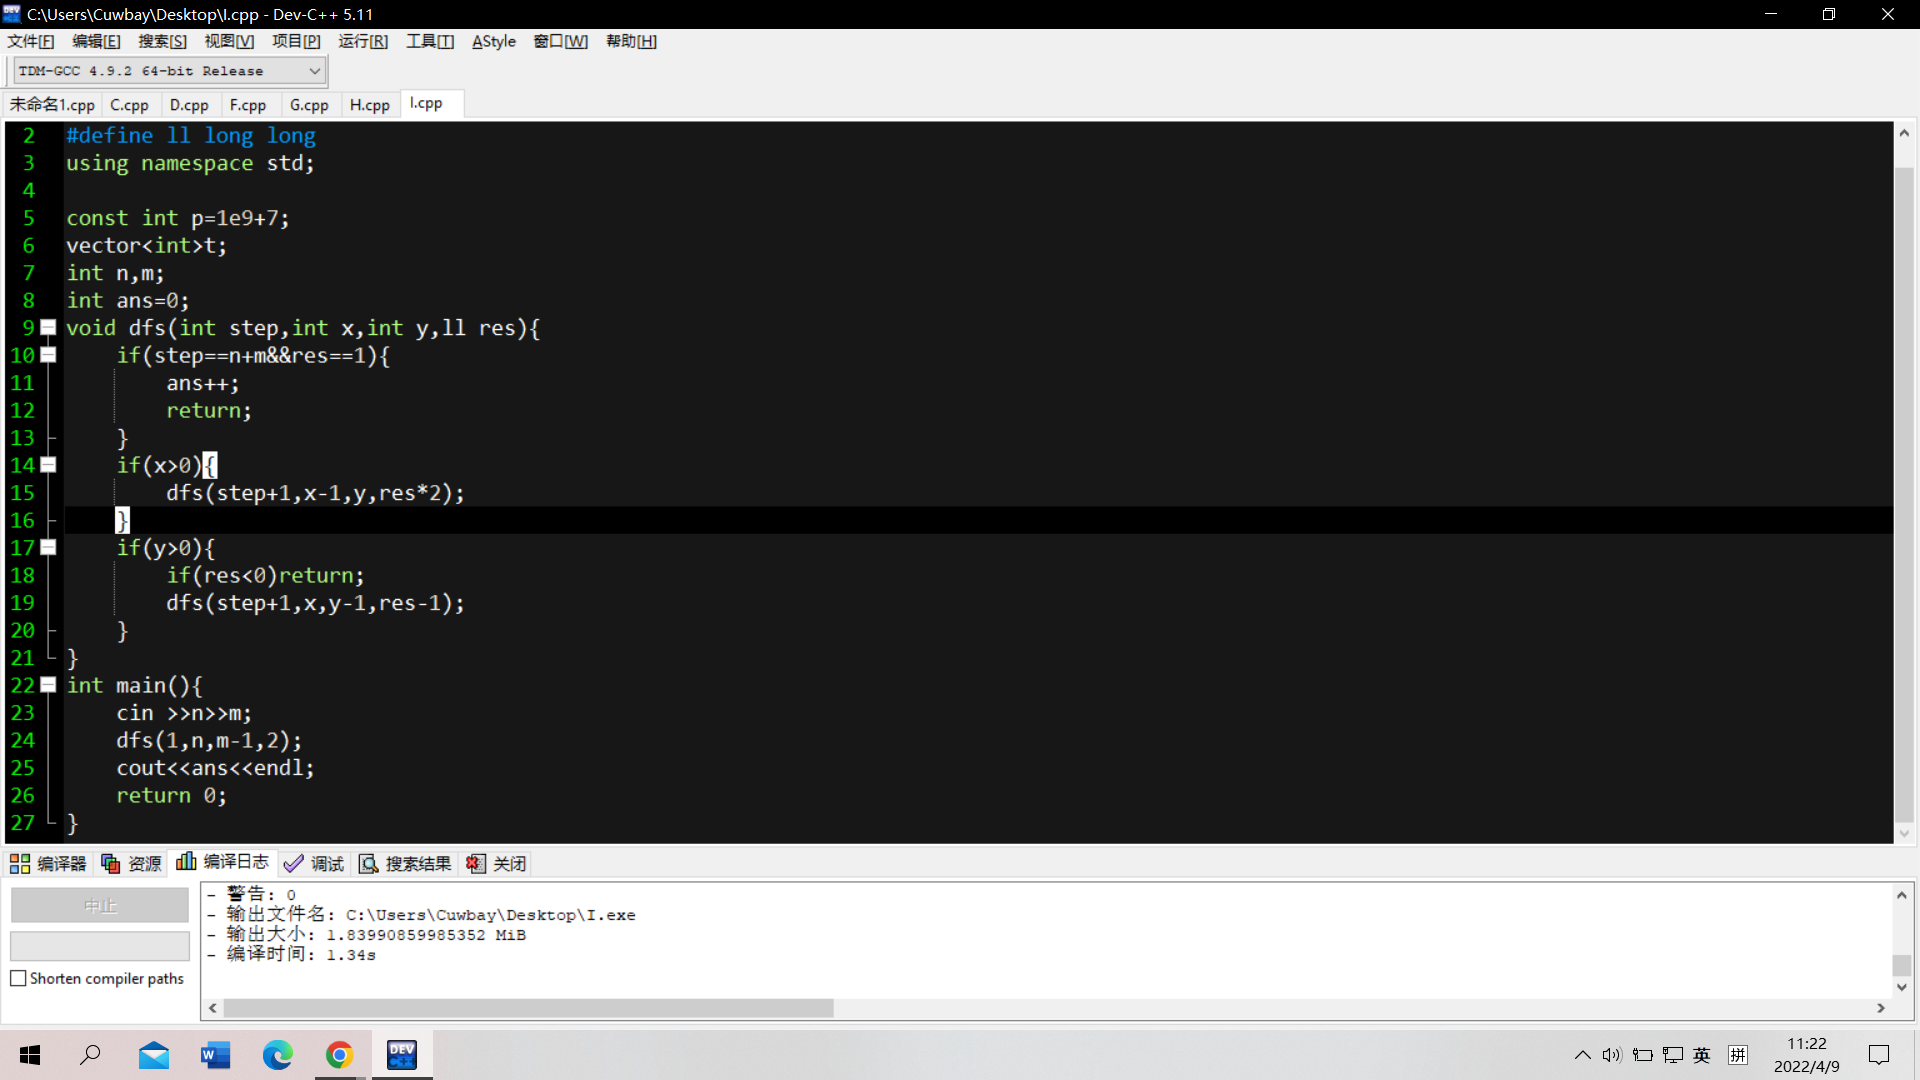 C:\Users\Cuwbay\Desktop\I.cpp - Dev-C++ 5.11
文件[F] 编辑[E] 搜索[S] 视图[V] 项目[P] 运行[R] 工具[T] AStyle 窗口[W] 帮助[H]
TDM-GCC 4.9.2 64-bit Release
未命名1.cpp C.cpp D.cpp F.cpp G.cpp H.cpp I.cpp
2 #define ll long long
3 using namespace std;
4
5 const int p=1e9+7;
6 vector<int>t;
7 int n,m;
8 int ans=0;
9 void dfs(int step,int x,int y,ll res){
10     if(step==n+m&&res==1){
11         ans++;
12         return;
13     }
14     if(x>0){
15         dfs(step+1,x-1,y,res*2);
16     }
17     if(y>0){
18         if(res<0)return;
19         dfs(step+1,x,y-1,res-1);
20     }
21 }
22 int main(){
23     cin >>n>>m;
24     dfs(1,n,m-1,2);
25     cout<<ans<<endl;
26     return 0;
27 }
编译器 资源 编译日志 调试 搜索结果 关闭
中止
Shorten compiler paths
- 警告: 0
- 输出文件名: C:\Users\Cuwbay\Desktop\I.exe
- 输出大小: 1.83990859985352 MiB
- 编译时间: 1.34s
DEV
英 拼
11:22
2022/4/9